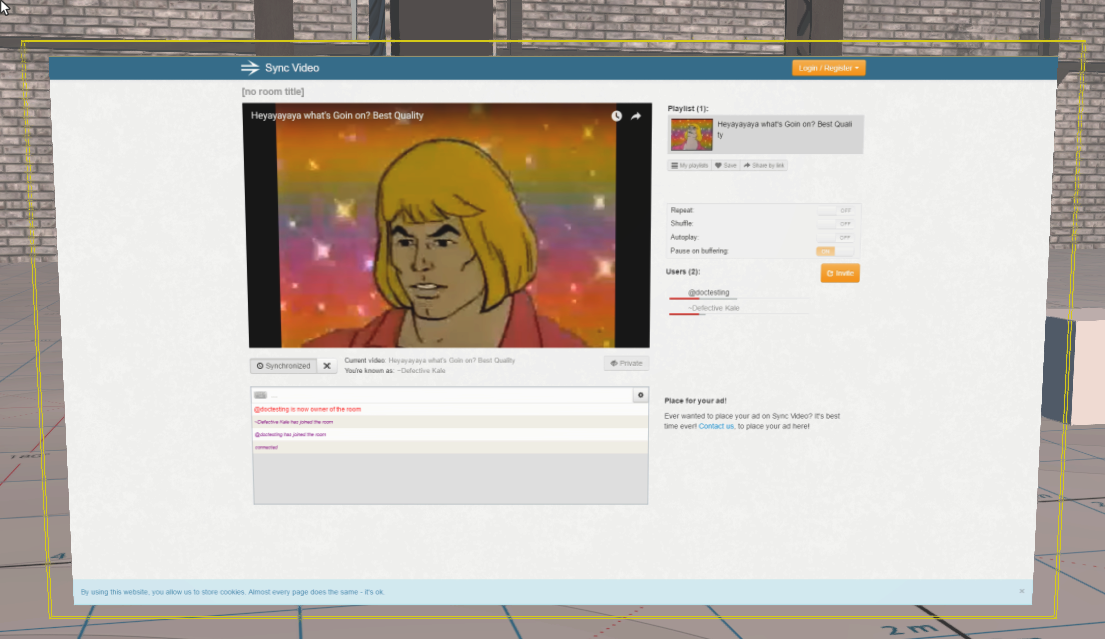 Sync Video
Login / Register
[no room title]
Heyayayaya what's Goin on? Best Quality
Playlist (1):
Heyayayaya what's Goin on? Best Quali
ty
My playlists Save Share by link
Repeat: OFF
Shuffle: OFF
Autoplay: OFF
Pause on buffering: ON
Users (2):
Invite
@doctesting
~Defective Kale
Synchronized
Current video: Heyayayaya what's Goin on? Best Quality
You're known as: ~Defective Kale
Private
...
@doctesting is now owner of the room
~Defective Kale has joined the room
@doctesting has joined the room
connected
Place for your ad!
Ever wanted to place your ad on Sync Video? It's best
time ever! Contact us, to place your ad here!
By using this website, you allow us to store cookies. Almost every page does the same - it's ok.
180°
4
2 m